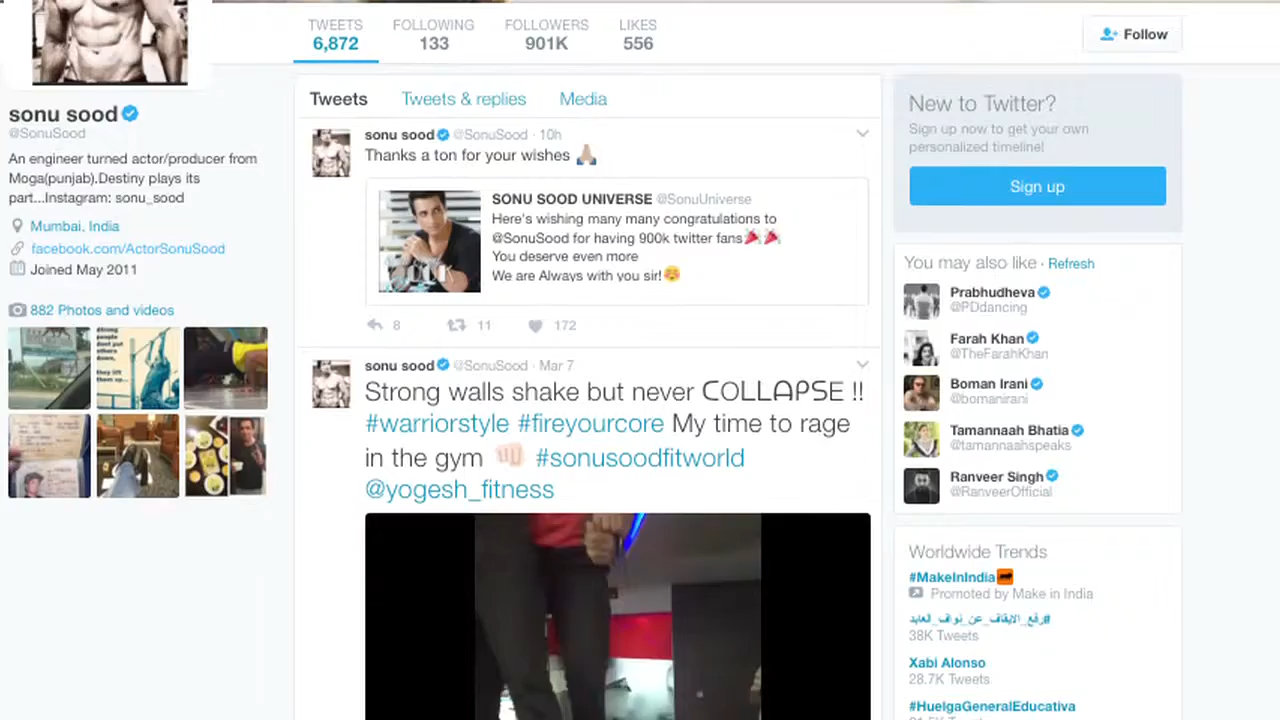 TWEETS
6,872
FOLLOWING
133
FOLLOWERS
901K
LIKES
556
Follow
sonu sood
@SonuSood
An engineer turned actor/producer from
Moga(punjab).Destiny plays its
part...Instagram: sonu_sood
Mumbai, India
facebook.com/ActorSonuSood
Joined May 2011
882 Photos and videos
Tweets
Tweets & replies
Media
sonu sood @SonuSood · 10h
Thanks a ton for your wishes 🙏🏼
SONU SOOD UNIVERSE @SonuUniverse
Here's wishing many many congratulations to
@SonuSood for having 900k twitter fans🎉🎉
You deserve even more
We are Always with you sir!☺️
8
11
172
sonu sood @SonuSood · Mar 7
Strong walls shake but never COLLAPSE !!
#warriorstyle #fireyourcore My time to rage
in the gym 👊🏻 #sonusoodfitworld
@yogesh_fitness
New to Twitter?
Sign up now to get your own
personalized timeline!
Sign up
You may also like · Refresh
Prabhudheva
@PDdancing
Farah Khan
@TheFarahKhan
Boman Irani
@bomanirani
Tamannaah Bhatia
@tamannaahspeaks
Ranveer Singh
@RanveerOfficial
Worldwide Trends
#MakeInIndia
Promoted by Make in India
#رفع_الايقاف_عن_نواف_العابد
38K Tweets
Xabi Alonso
28.7K Tweets
#HuelgaGeneralEducativa